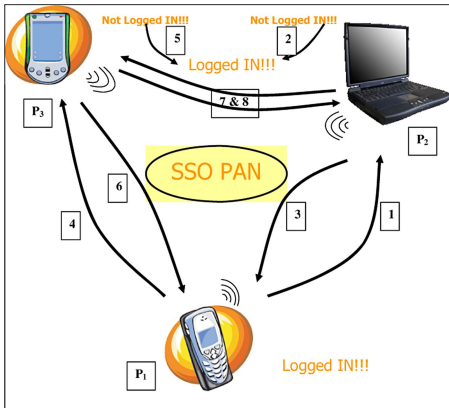 Not Logged IN!!!
Not Logged IN!!!
5
2
Logged IN!!!
7 & 8
P3
P2
SSO PAN
6
3
1
4
P1
Logged IN!!!